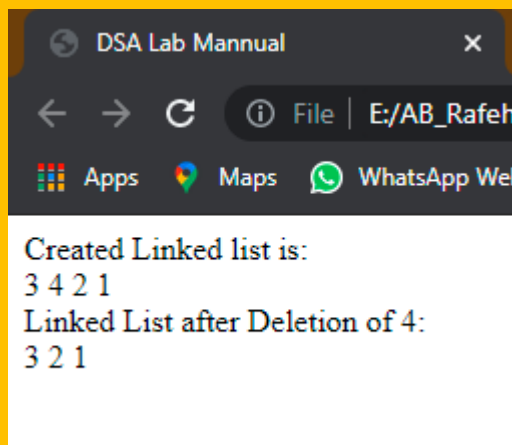 DSA Lab Mannual
File | E:/AB_Rafeh
Apps Maps WhatsApp We
Created Linked list is:
3 4 2 1
Linked List after Deletion of 4:
3 2 1